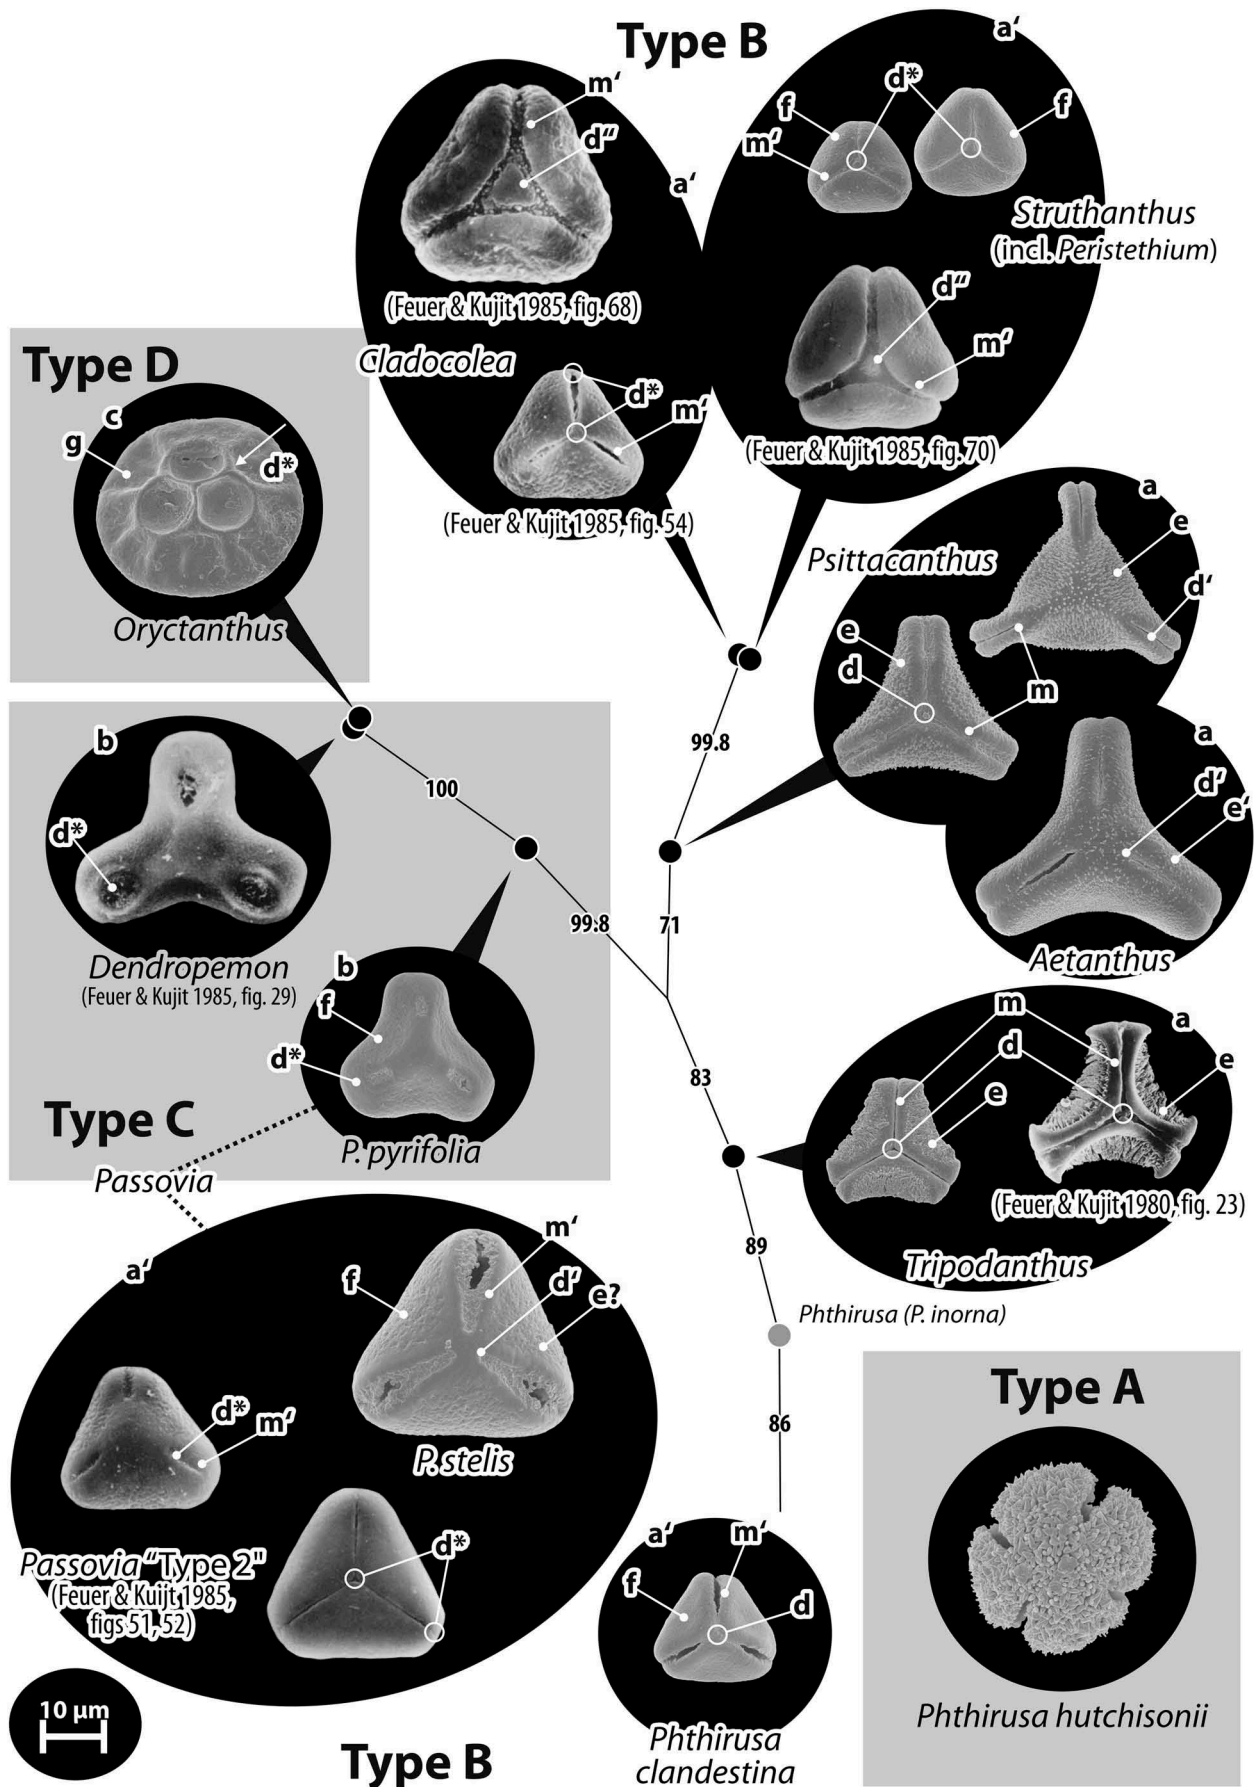 Type B
a‘
m‘
d“
a‘
(Feuer & Kujit 1985, fig. 68)
Cladocolea
d*
m‘
(Feuer & Kujit 1985, fig. 54)
d*
f
f
m‘
Struthanthus
(incl. Peristethium)
d“
m‘
(Feuer & Kujit 1985, fig. 70)
Type D
c
g
d*
Oryctanthus
Psittacanthus
a
e
d‘
e
d
m
a
d‘
e‘
Aetanthus
99.8
100
99.8
71
83
89
86
b
d*
Dendropemon
(Feuer & Kujit 1985, fig. 29)
b
f
d*
P. pyrifolia
Type C
Passovia
m
a
d
e
e
(Feuer & Kujit 1980, fig. 23)
Tripodanthus
Phthirusa (P. inorna)
a‘
m‘
f
d‘
e?
P. stelis
d*
m‘
Passovia “Type 2"
(Feuer & Kuijt 1985,
figs 51, 52)
d*
10 µm
Type B
a‘
m‘
f
d
Phthirusa
clandestina
Type A
Phthirusa hutchisonii